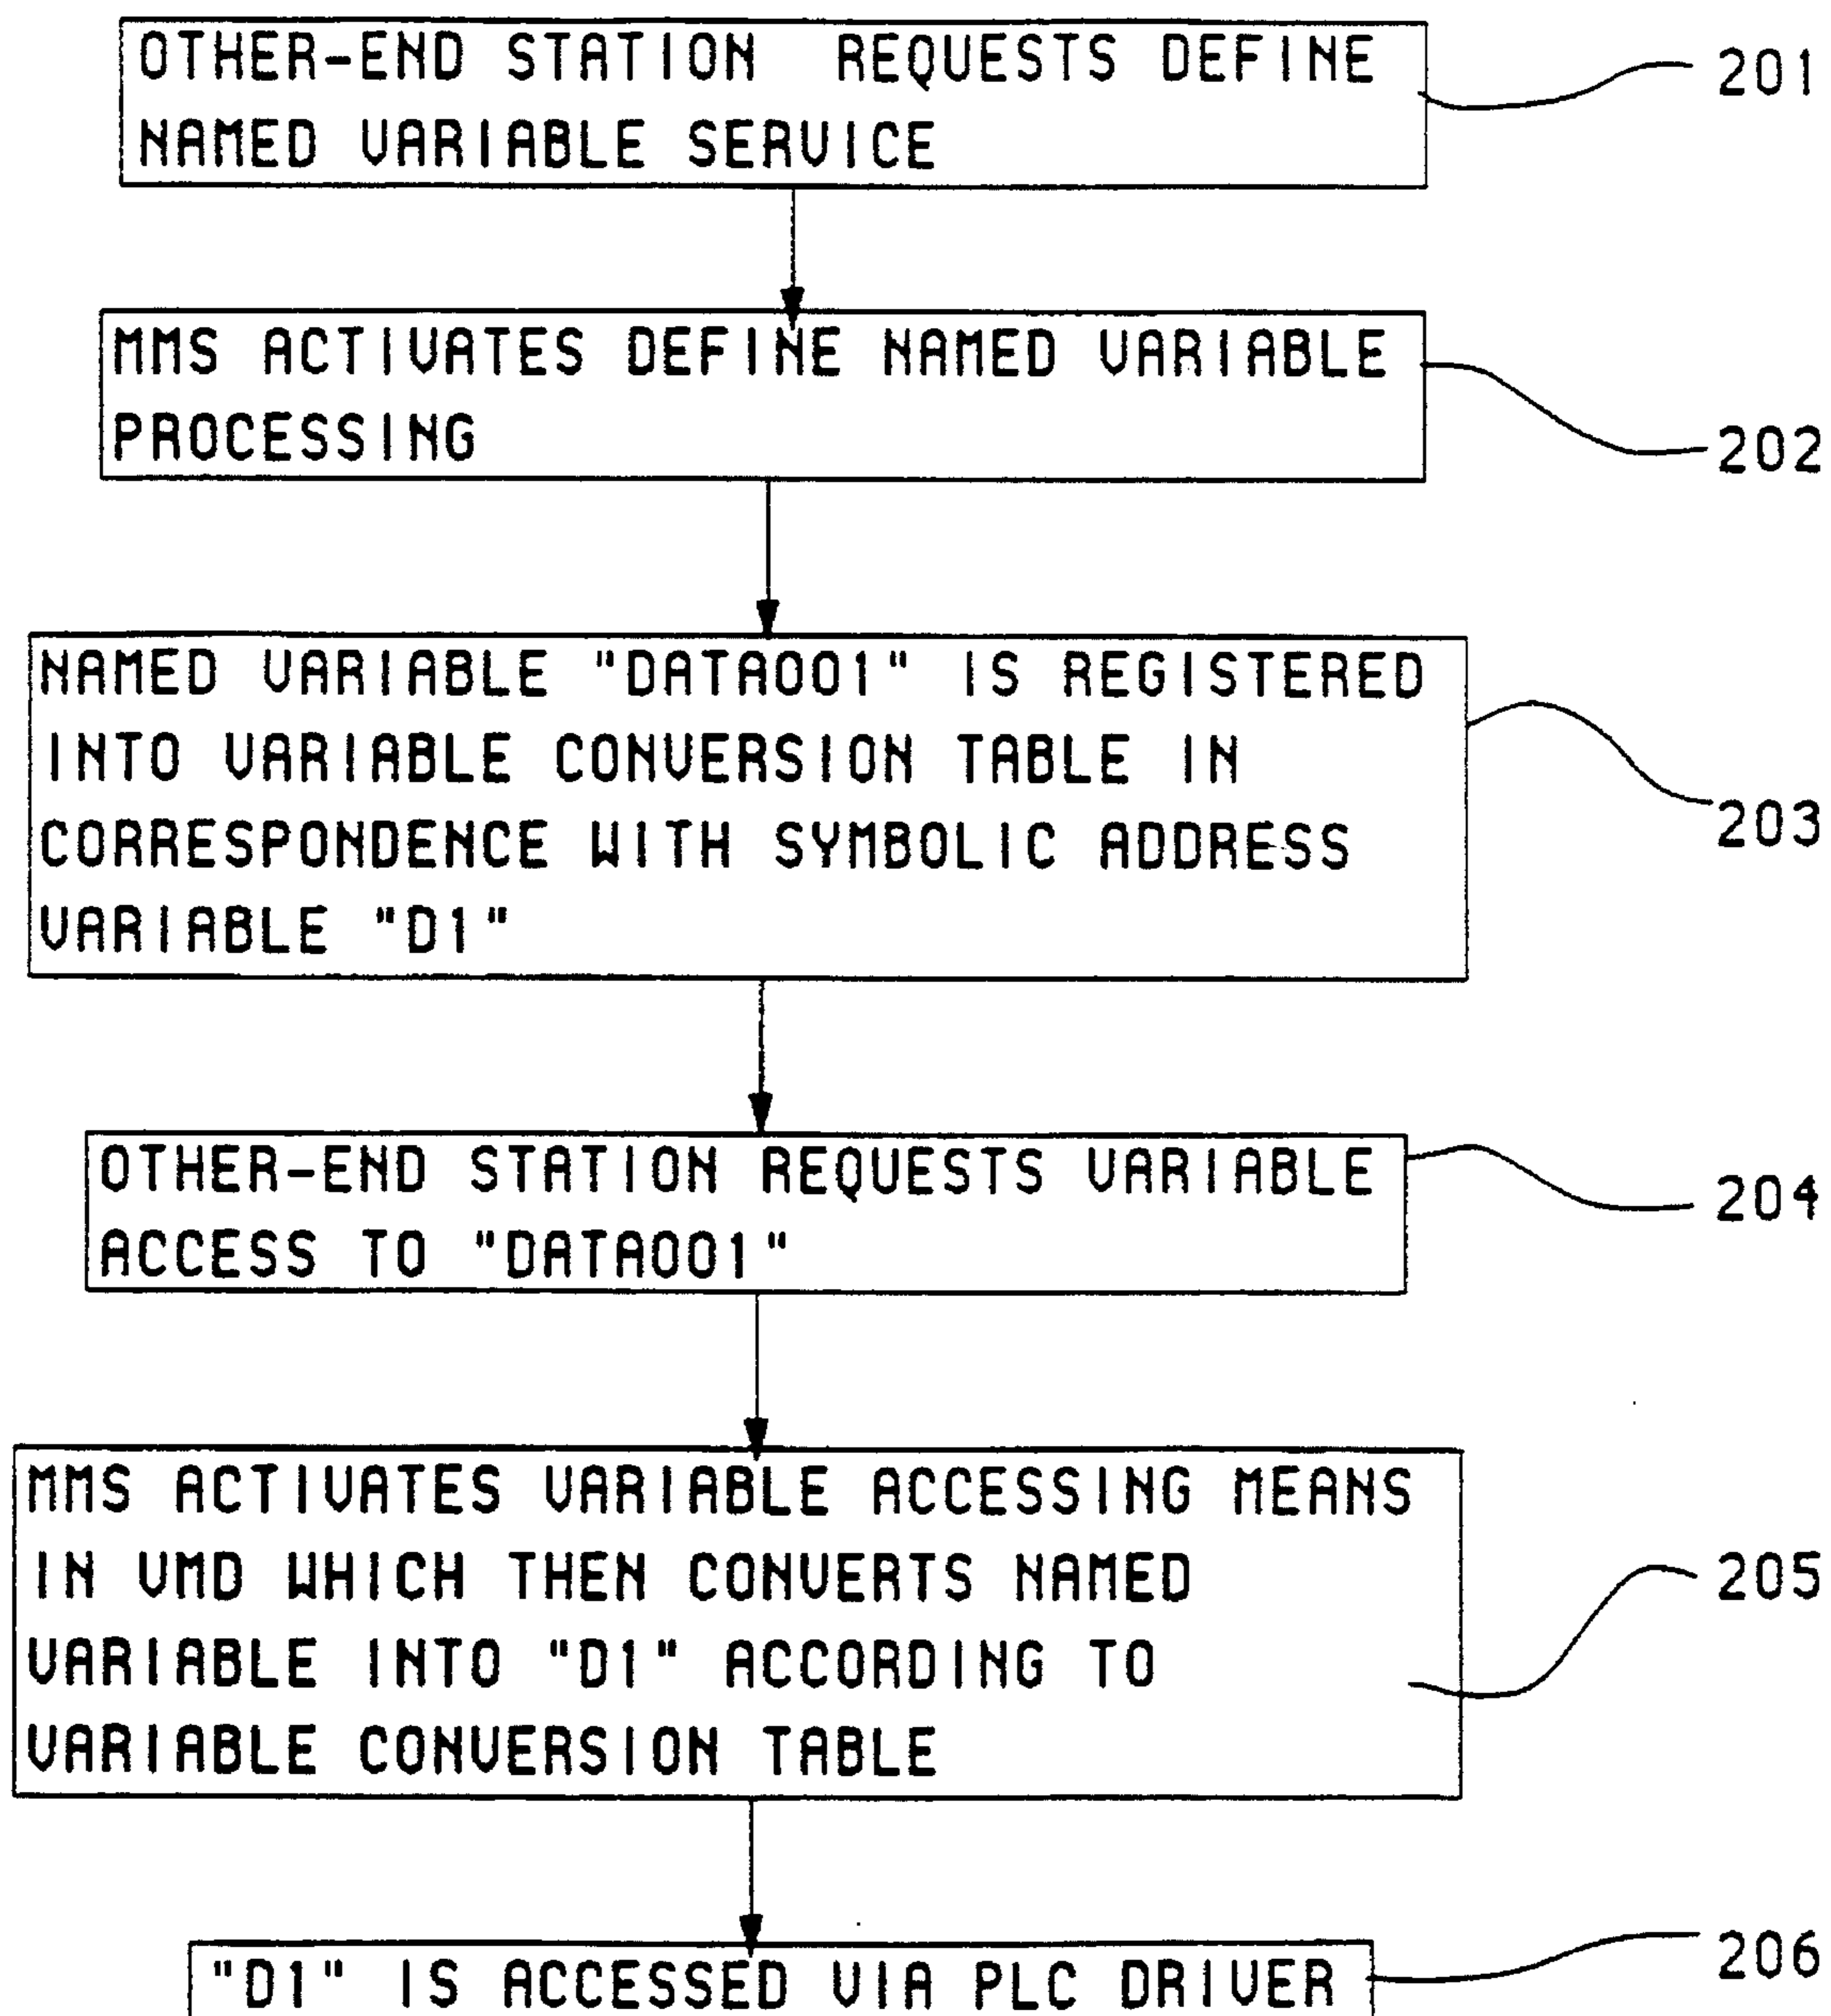 OTHER-END STATION REQUESTS DEFINE
NAMED VARIABLE SERVICE
201
MMS ACTIVATES DEFINE NAMED VARIABLE
PROCESSING
202
NAMED VARIABLE "DATA001" IS REGISTERED
INTO VARIABLE CONVERSION TABLE IN
CORRESPONDENCE WITH SYMBOLIC ADDRESS
VARIABLE "D1"
203
OTHER-END STATION REQUESTS VARIABLE
ACCESS TO "DATA001"
204
MMS ACTIVATES VARIABLE ACCESSING MEANS
IN VMD WHICH THEN CONVERTS NAMED
VARIABLE INTO "D1" ACCORDING TO
VARIABLE CONVERSION TABLE
205
"D1" IS ACCESSED VIA PLC DRIVER
206